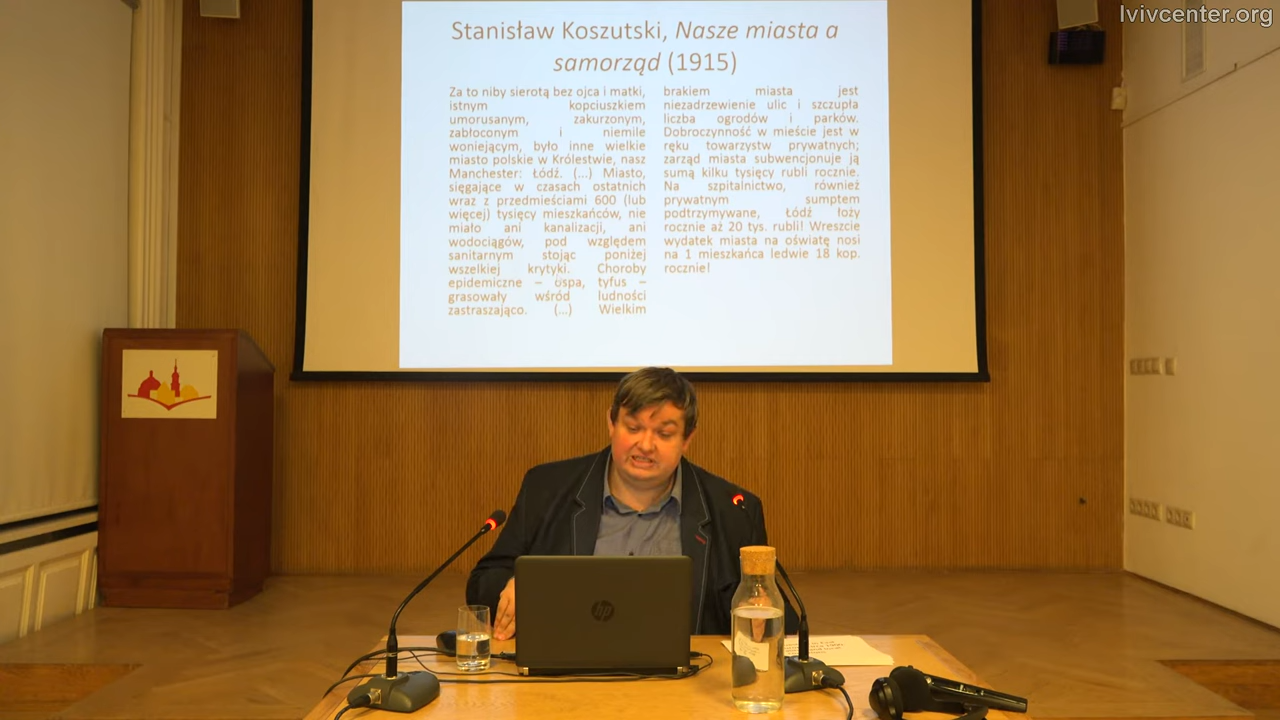 lvivcenter.org
Stanisław Koszutski, Nasze miasta a
samorząd (1915)
Za to niby sierotą bez ojca i matki,
istnym kopciuszkiem
umorusanym, zakurzonym,
zabłoconym i niemile
woniejącym, było inne wielkie
miasto polskie w Królestwie, nasz
Manchester: Łódź. (...) Miasto,
sięgające w czasach ostatnich
wraz z przedmieściami 600 (lub
więcej) tysięcy mieszkańców, nie
miało ani kanalizacji, ani
wodociągów, pod względem
sanitarnym stojąc poniżej
wszelkiej krytyki. Choroby
epidemiczne – ospa, tyfus –
grasowały wśród ludności
zastraszająco. (...) Wielkim
brakiem miasta jest
niezadrzewienie ulic i szczupła
liczba ogrodów i parków.
Dobroczynność w mieście jest w
ręku towarzystw prywatnych;
zarząd miasta subwencjonuje ją
sumą kilku tysięcy rubli rocznie.
Na szpitalnictwo, również
prywatnym sumptem
podtrzymywane, Łódź łoży
rocznie aż 20 tys. rubli! Wreszcie
wydatek miasta na oświatę nosi
na 1 mieszkańca ledwie 18 kop.
rocznie!
hp